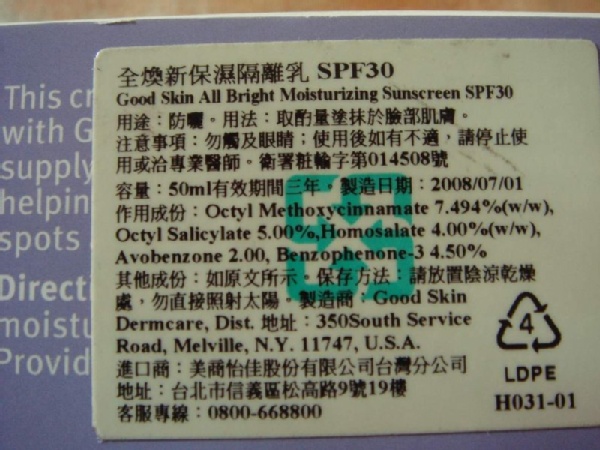 全煥新保濕隔離乳 SPF30
Good Skin All Bright Moisturizing Sunscreen SPF30
用途：防曬。用法：取酌量塗抹於臉部肌膚。
注意事項：勿觸及眼睛；使用後如有不適，請停止使
用或洽專業醫師。衛署粧輸字第014508號
容量：50ml有效期間三年。製造日期：2008/07/01
作用成份：Octyl Methoxycinnamate 7.494%(w/w),
Octyl Salicylate 5.00%,Homosalate 4.00%(w/w),
Avobenzone 2.00, Benzophenone-3 4.50%
其他成份：如原文所示。保存方法：請放置陰涼乾燥
處，勿直接照射太陽。製造商：Good Skin
Dermcare, Dist. 地址：350South Service
Road, Melville, N.Y. 11747, U.S.A.
進口商：美商怡佳股份有限公司台灣分公司
地址：台北市信義區松高路9號19樓
客服專線：0800-668800
4
LDPE
H031-01
This
with
supply
helpin
spots
Direct
moistu
Provid